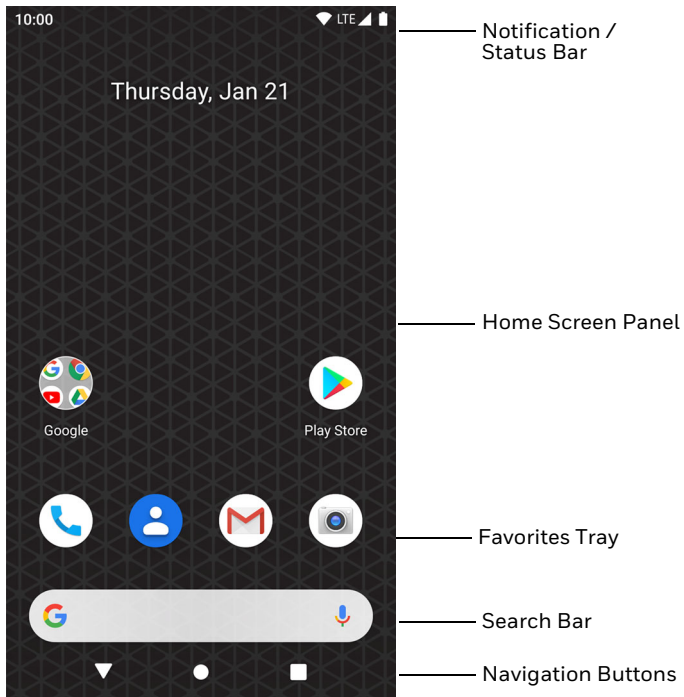 10:00
LTE
Notification /
Status Bar
Thursday, Jan 21
Home Screen Panel
Google
Play Store
Favorites Tray
G
Search Bar
Navigation Buttons